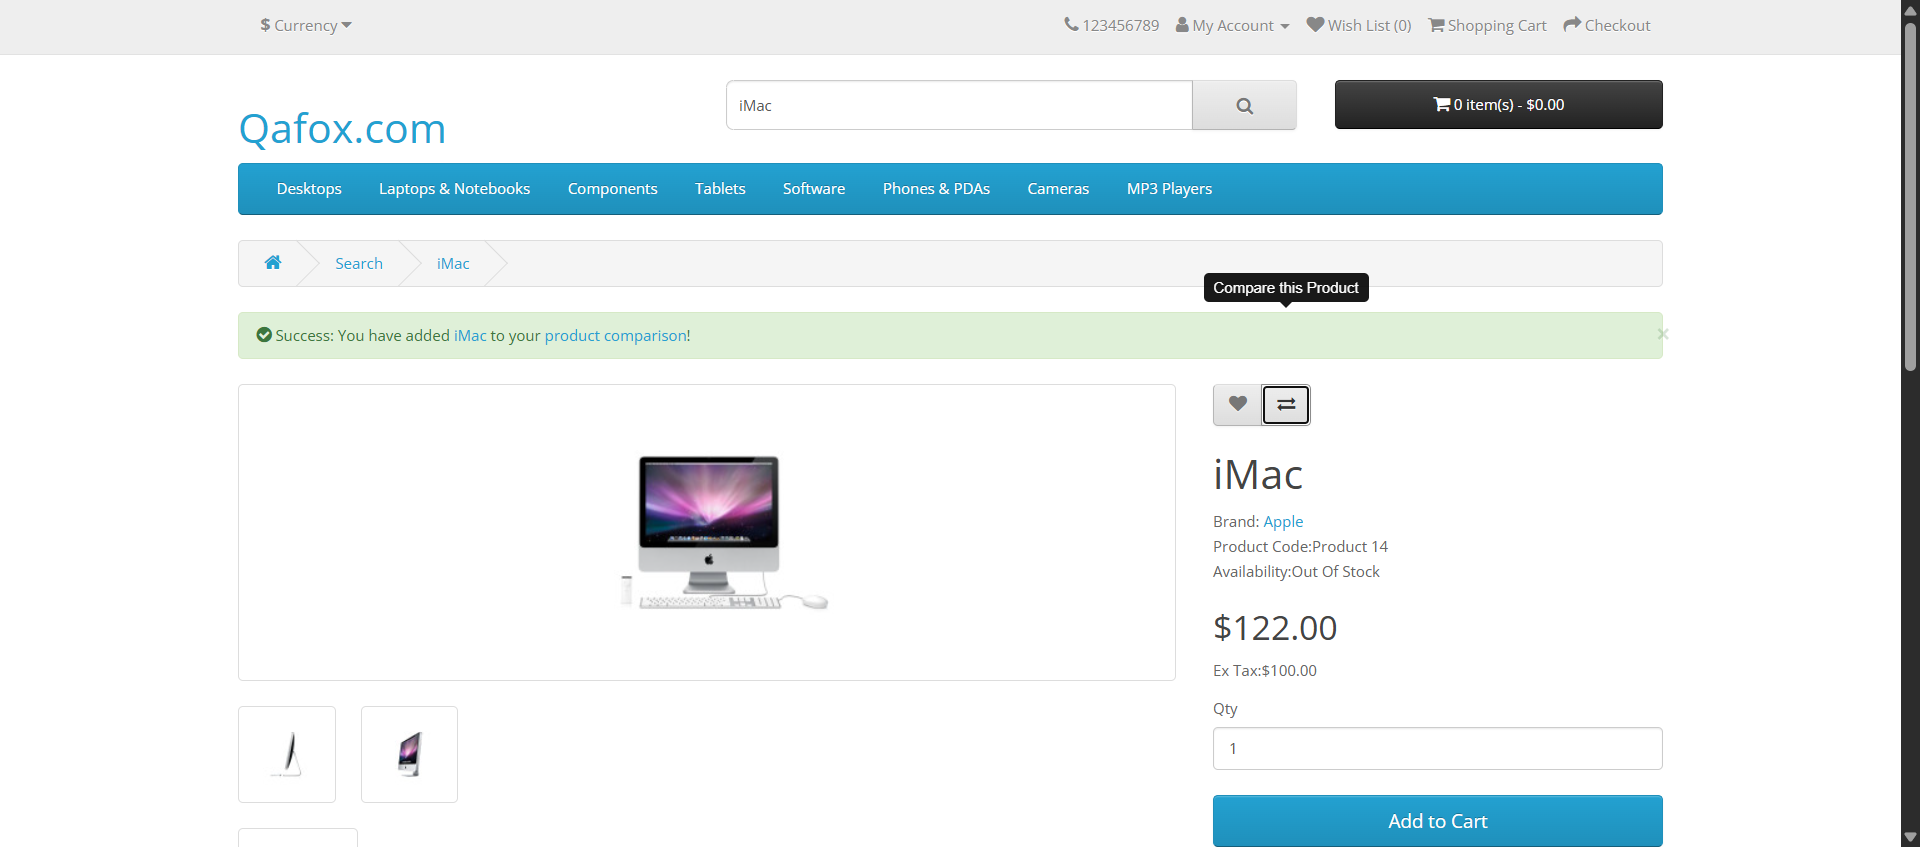 $ Currency
123456789 My Account Wish List (0) Shopping Cart Checkout
Qafox.com
iMac
0 item(s) - $0.00
Desktops Laptops & Notebooks Components Tablets Software Phones & PDAs Cameras MP3 Players
Search iMac
Compare this Product
Success: You have added iMac to your product comparison!
×
iMac
Brand: Apple
Product Code:Product 14
Availability:Out Of Stock
$122.00
Ex Tax:$100.00
Qty
1
Add to Cart